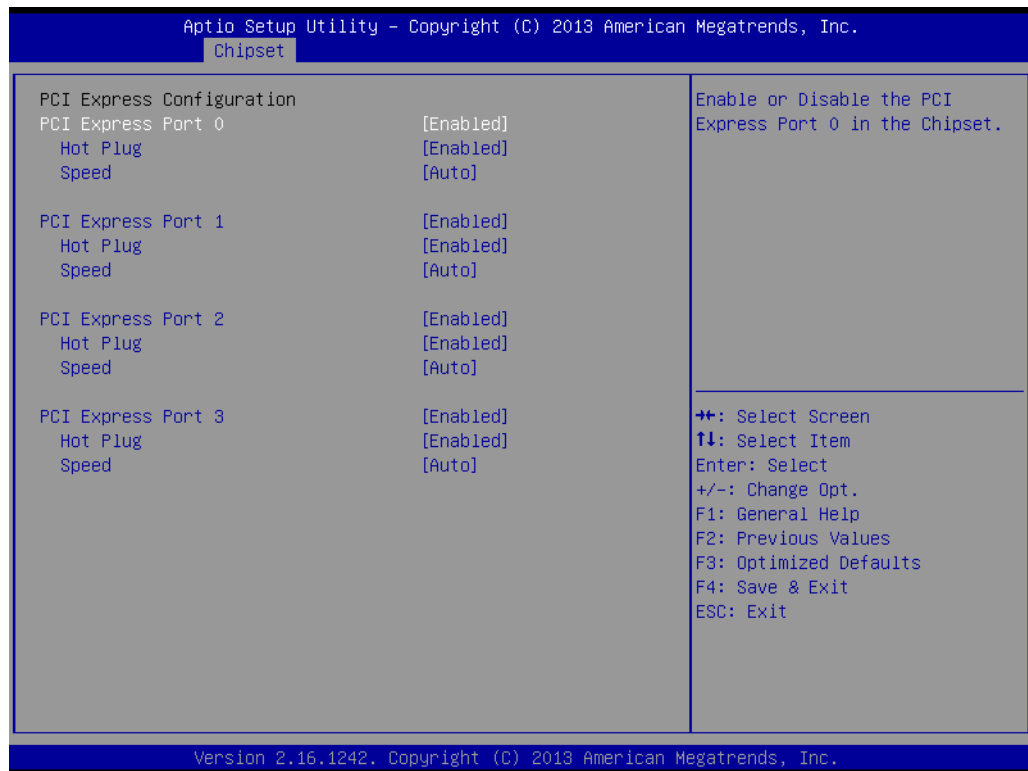 Aptio Setup Utility – Copyright (C) 2013 American Megatrends, Inc.
Chipset
PCI Express Configuration
PCI Express Port 0 [Enabled]
Hot Plug [Enabled]
Speed [Auto]
PCI Express Port 1 [Enabled]
Hot Plug [Enabled]
Speed [Auto]
PCI Express Port 2 [Enabled]
Hot Plug [Enabled]
Speed [Auto]
PCI Express Port 3 [Enabled]
Hot Plug [Enabled]
Speed [Auto]
Enable or Disable the PCI
Express Port 0 in the Chipset.
→←: Select Screen
↑↓: Select Item
Enter: Select
+/-: Change Opt.
F1: General Help
F2: Previous Values
F3: Optimized Defaults
F4: Save & Exit
ESC: Exit
Version 2.16.1242. Copyright (C) 2013 American Megatrends, Inc.